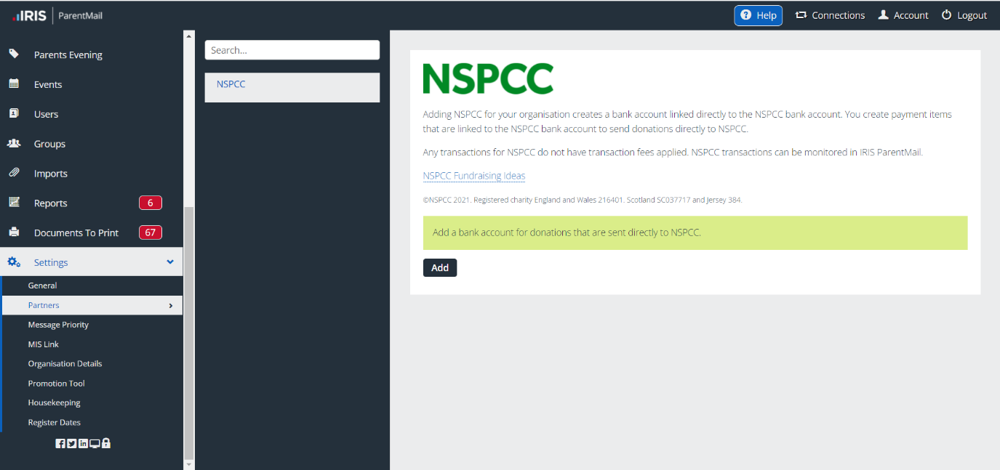 IRIS ParentMail
Help Connections Account Logout
Parents Evening
Events
Users
Groups
Imports
Reports 6
Documents To Print 67
Settings
General
Partners
Message Priority
MIS Link
Organisation Details
Promotion Tool
Housekeeping
Register Dates
Search...
NSPCC
NSPCC
Adding NSPCC for your organisation creates a bank account linked directly to the NSPCC bank account. You create payment items
that are linked to the NSPCC bank account to send donations directly to NSPCC.
Any transactions for NSPCC do not have transaction fees applied. NSPCC transactions can be monitored in IRIS ParentMail.
NSPCC Fundraising Ideas
©NSPCC 2021. Registered charity England and Wales 216401. Scotland SC037717 and Jersey 384.
Add a bank account for donations that are sent directly to NSPCC.
Add